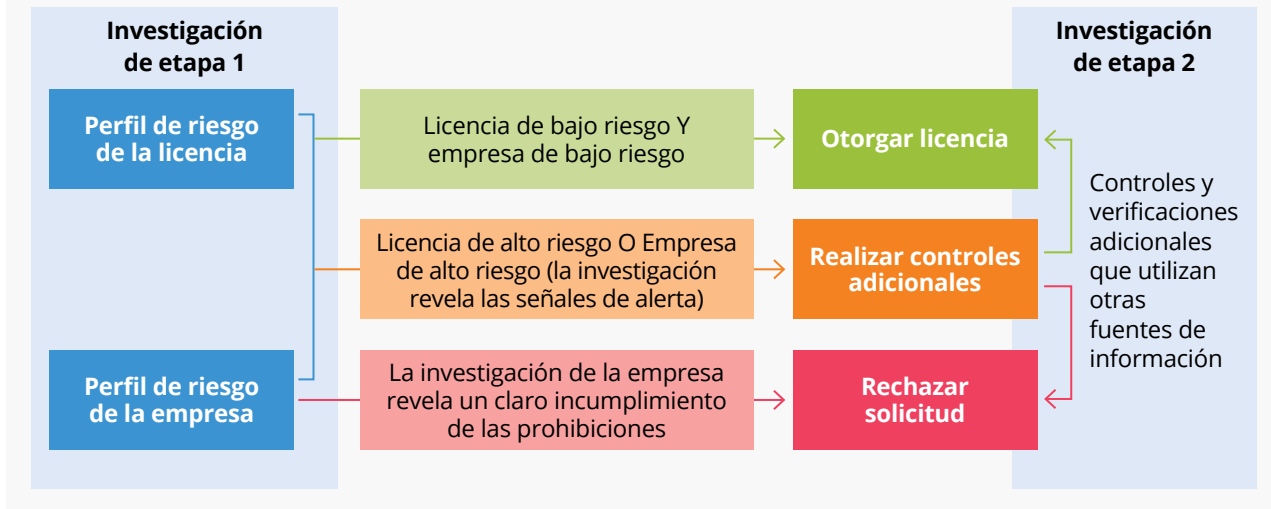 Investigación
de etapa 1
Investigación
de etapa 2
Perfil de riesgo
de la licencia
Licencia de bajo riesgo Y
empresa de bajo riesgo
Otorgar licencia
Licencia de alto riesgo O Empresa
de alto riesgo (la investigación
revela las señales de alerta)
Realizar controles
adicionales
Controles y
verificaciones
adicionales
que utilizan
otras
fuentes de
información
Perfil de riesgo
de la empresa
La investigación de la empresa
revela un claro incumplimiento
de las prohibiciones
Rechazar
solicitud